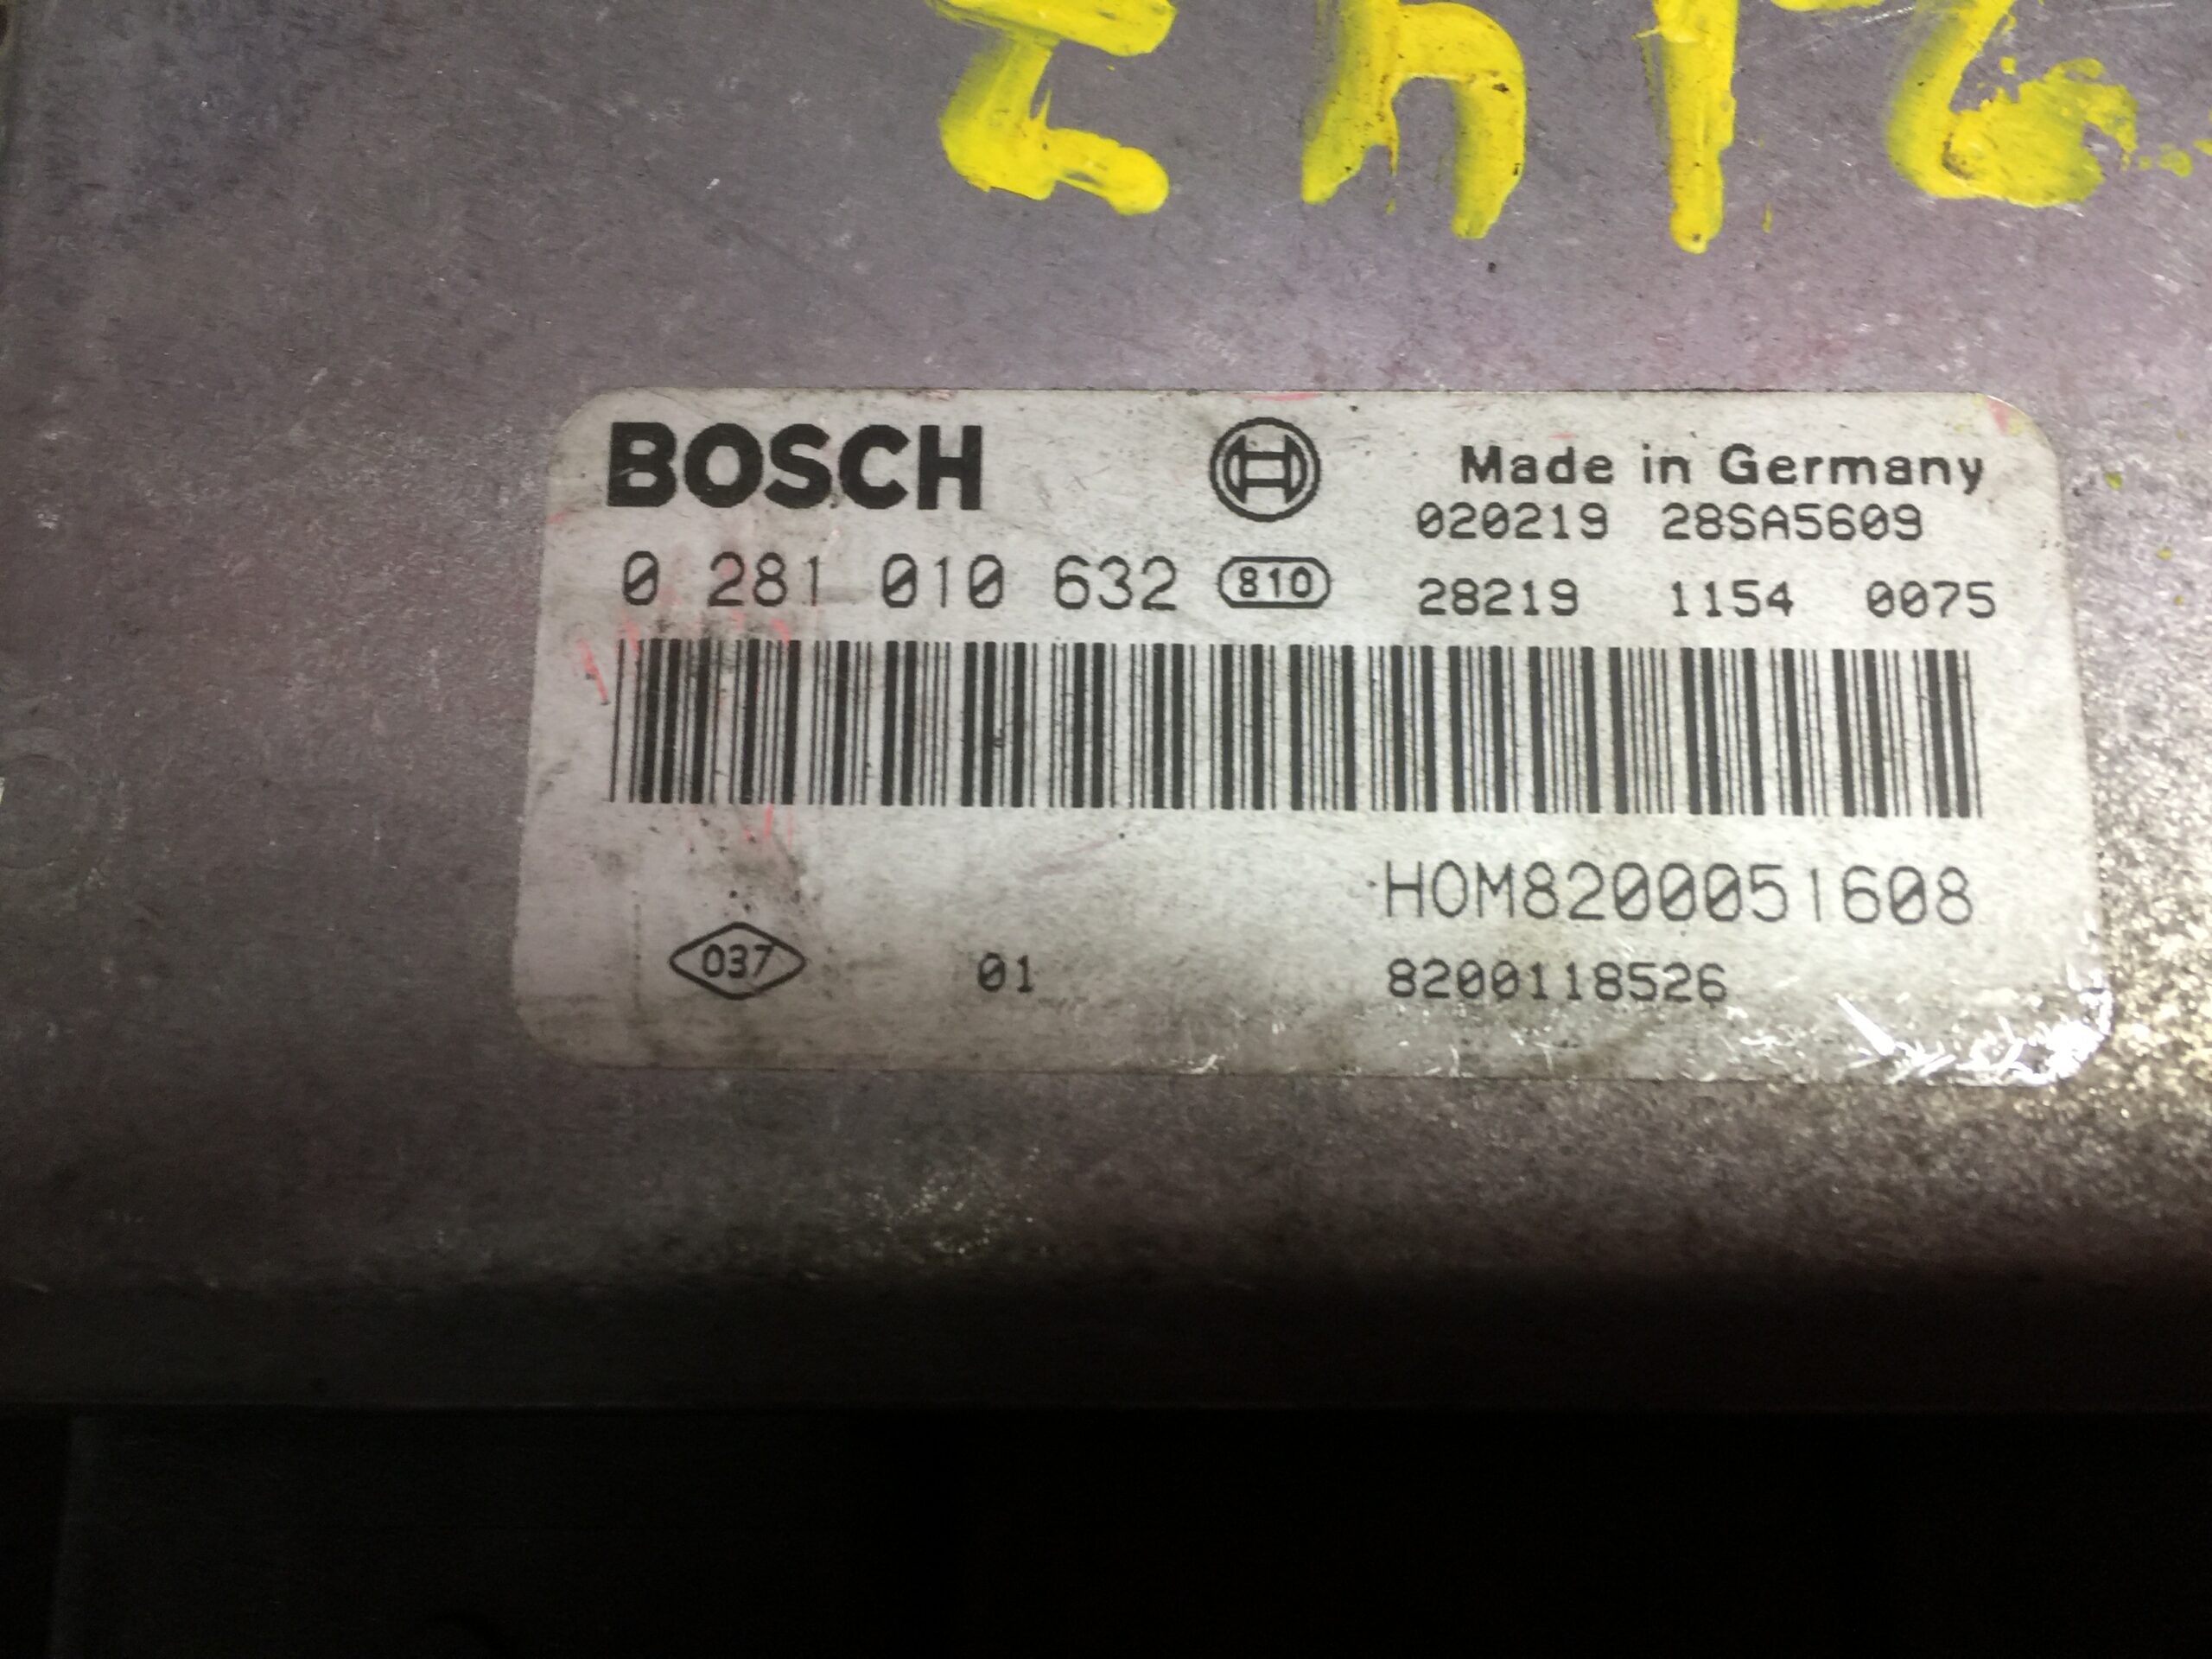 BOSCH
Made in Germany
020219 28SA5609
0 281 010 632 810
28219 1154 0075
HOM8200051608
037 01 8200118526